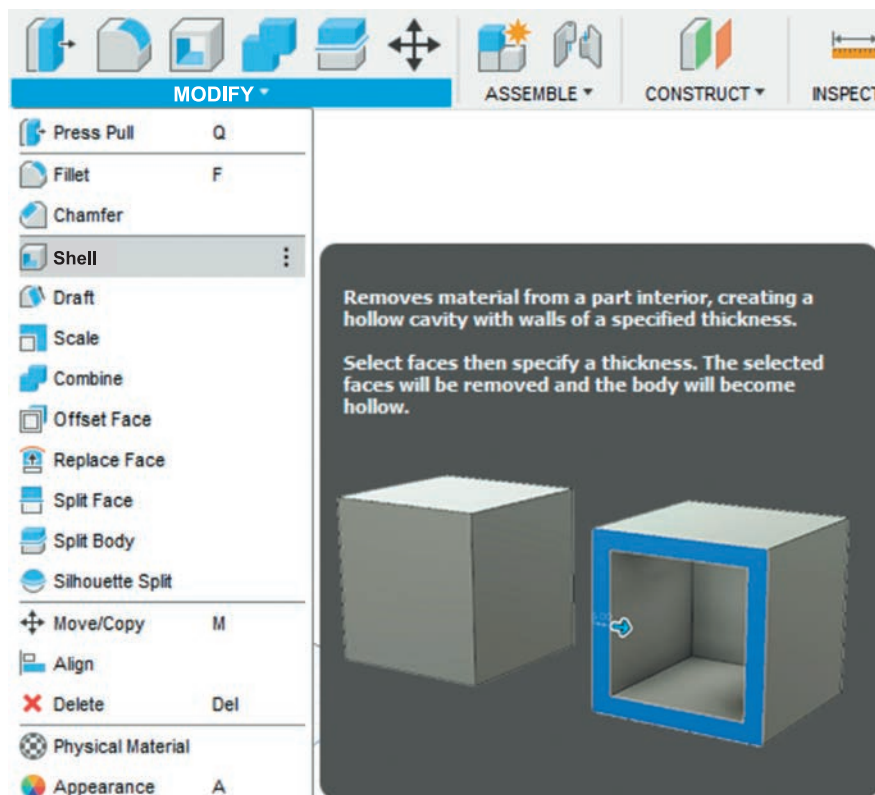 MODIFY ASSEMBLE CONSTRUCT INSPECT
Press Pull Q
Fillet F
Chamfer
Shell
Draft
Scale
Combine
Offset Face
Replace Face
Split Face
Split Body
Silhouette Split
Move/Copy M
Align
Delete Del
Physical Material
Appearance A
Removes material from a part interior, creating a
hollow cavity with walls of a specified thickness.
Select faces then specify a thickness. The selected
faces will be removed and the body will become
hollow.